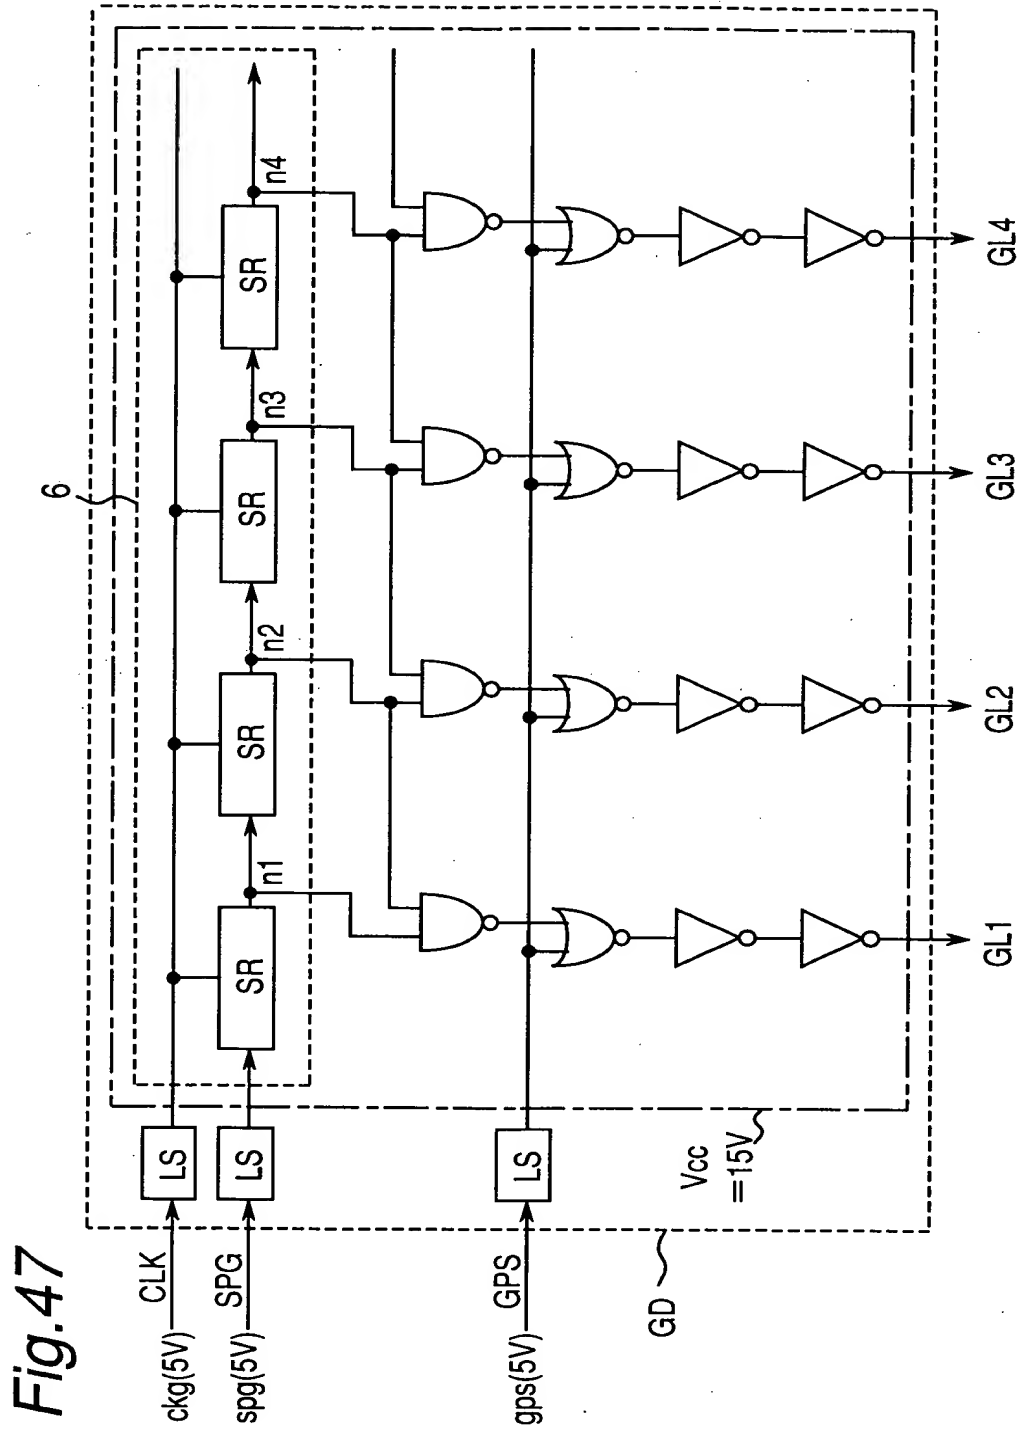 Fig.47
6
ckg(5V)
CLK
LS
SR
SR
SR
SR
spg(5V)
SPG
LS
n1
n2
n3
n4
gps(5V)
GPS
LS
Vcc
=15V
GD
GL1
GL2
GL3
GL4